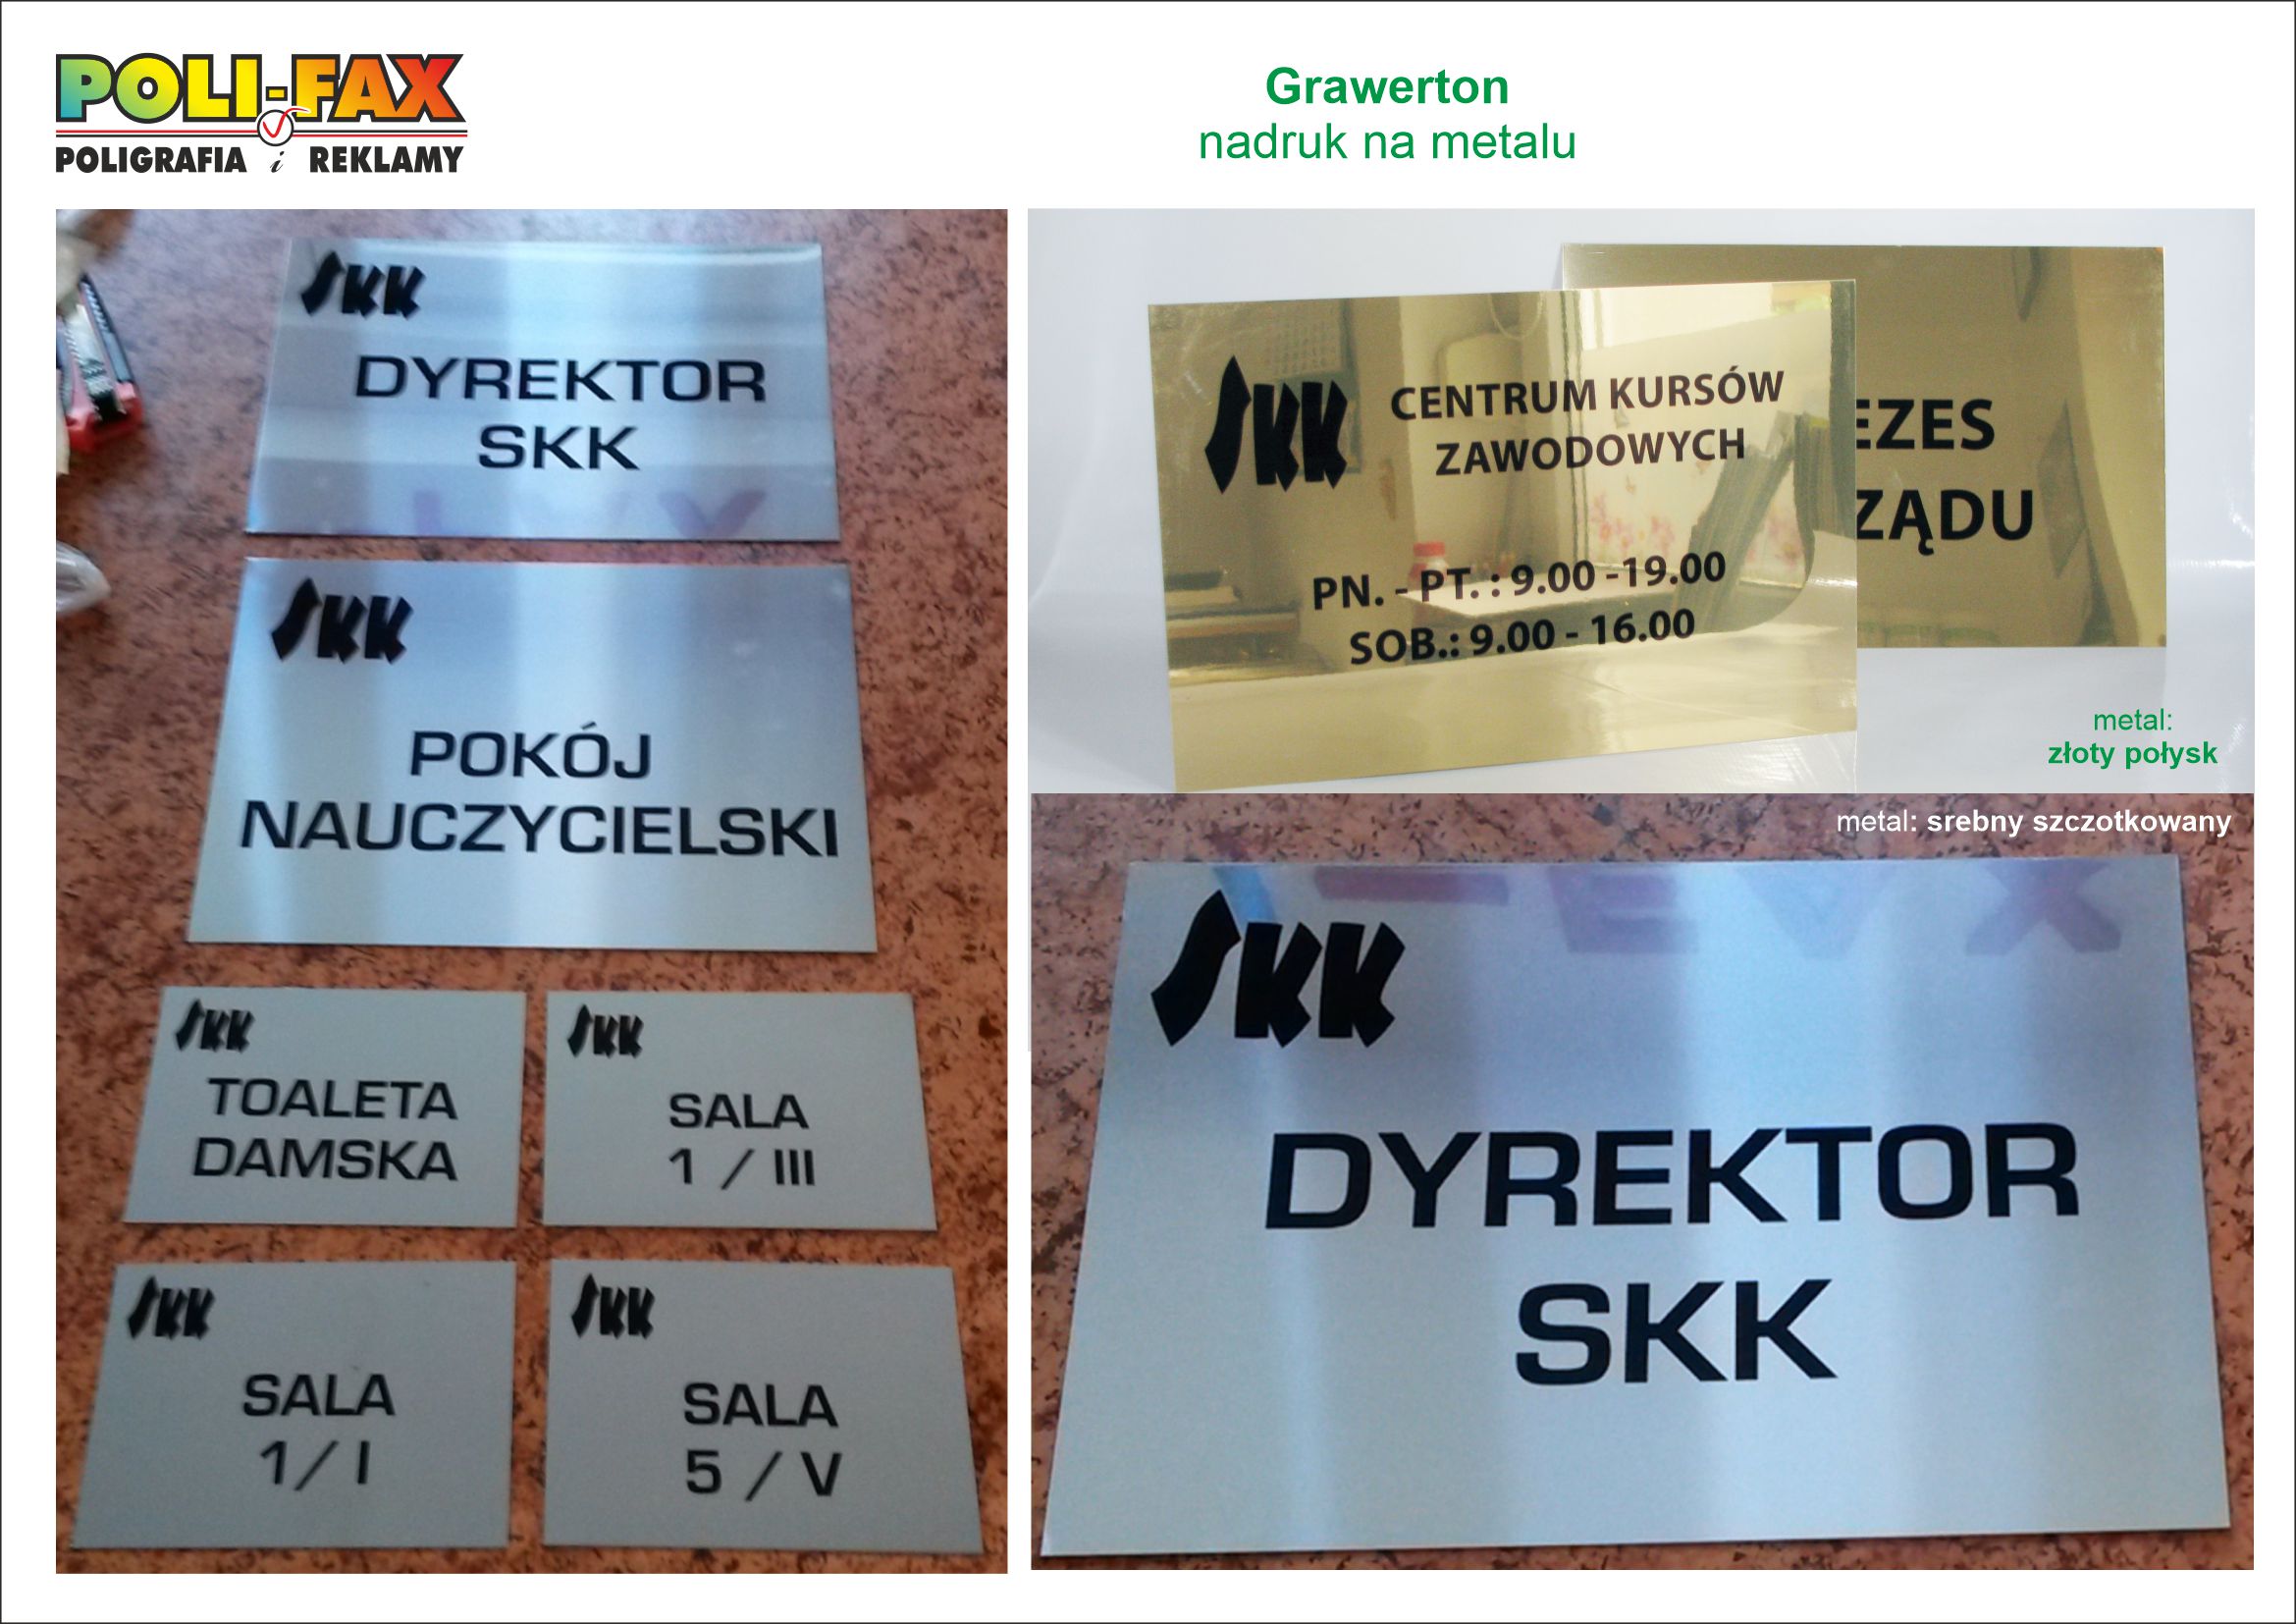 POLI-FAX
POLIGRAFIA i REKLAMY
Grawerton
nadruk na metalu
SKK
DYREKTOR
SKK
SKK
POKÓJ
NAUCZYCIELSKI
SKK
TOALETA
DAMSKA
SKK
SALA
1 / III
SKK
SALA
1 / I
SKK
SALA
5 / V
SKK
CENTRUM KURSÓW
ZAWODOWYCH
PN. - PT. : 9.00 -19.00
SOB.: 9.00 - 16.00
EZES
ZĄDU
metal:
złoty połysk
metal: srebny szczotkowany
SKK
DYREKTOR
SKK